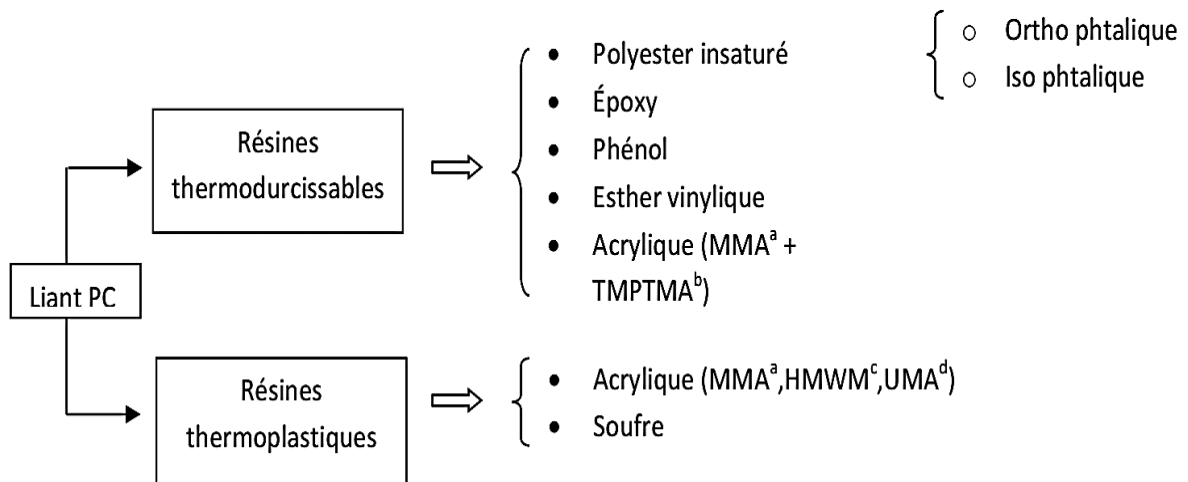 Liant PC
Résines
thermodurcissables
• Polyester insaturé
• Époxy
• Phénol
• Esther vinylique
• Acrylique (MMAᵃ +
TMPTMAᵇ)
○ Ortho phtalique
○ Iso phtalique
Résines
thermoplastiques
• Acrylique (MMAᵃ,HMWMᶜ,UMAᵈ)
• Soufre